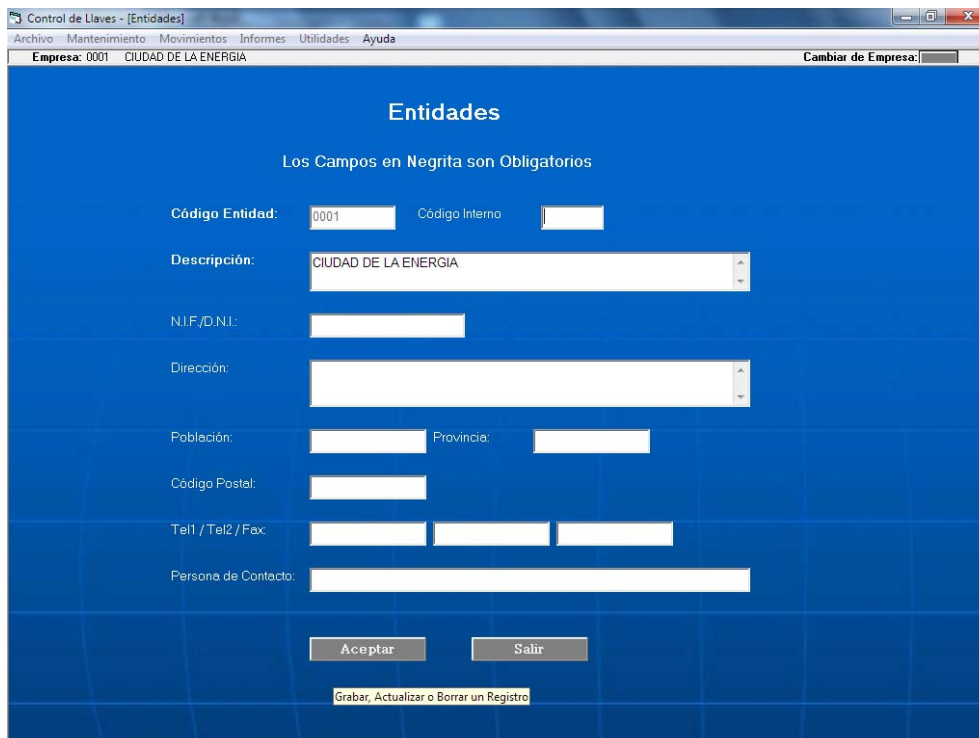 Control de Llaves - [Entidades]
Archivo Mantenimiento Movimientos Informes Utilidades Ayuda
Empresa: 0001 CIUDAD DE LA ENERGIA Cambiar de Empresa:
Entidades
Los Campos en Negrita son Obligatorios
Código Entidad: 0001 Código Interno
Descripción: CIUDAD DE LA ENERGIA
N.I.F./D.N.I.:
Dirección:
Población: Provincia:
Código Postal:
Tel1 / Tel2 / Fax:
Persona de Contacto:
Aceptar Salir
Grabar, Actualizar o Borrar un Registro